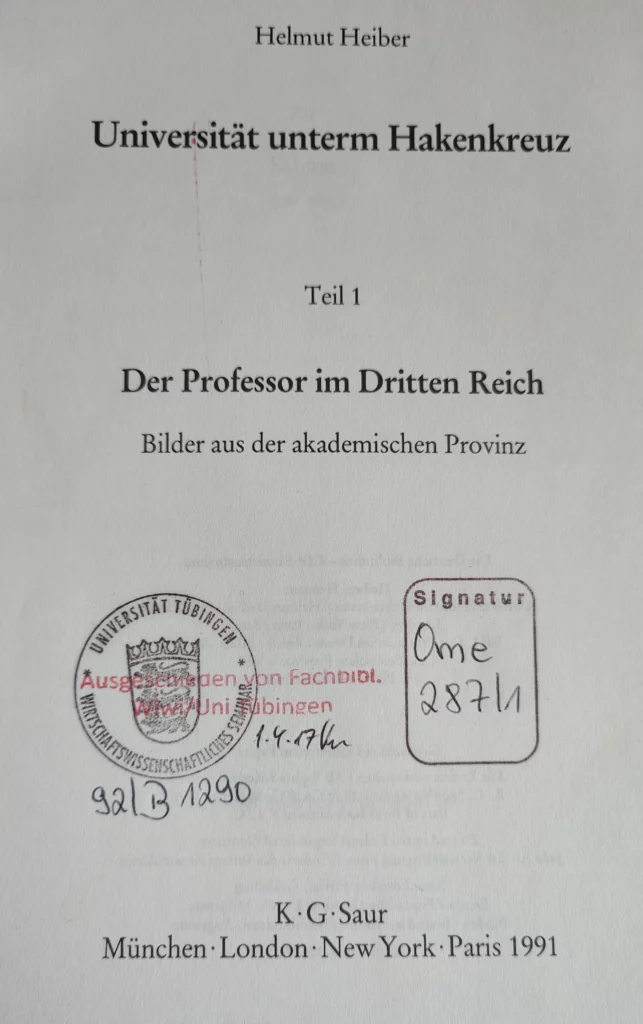 Helmut Heiber
Universität unterm Hakenkreuz
Teil 1
Der Professor im Dritten Reich
Bilder aus der akademischen Provinz
UNIVERSITÄT TÜBINGEN
* WIRTSCHAFTSWISSENSCHAFTLICHES SEMINAR *
Ausgeschieden von Fachbibl.
WiWi/Uni Tübingen
1.4.17
92/B 1290
Signatur
Ome
287/1
K·G·Saur
München·London·New York·Paris 1991